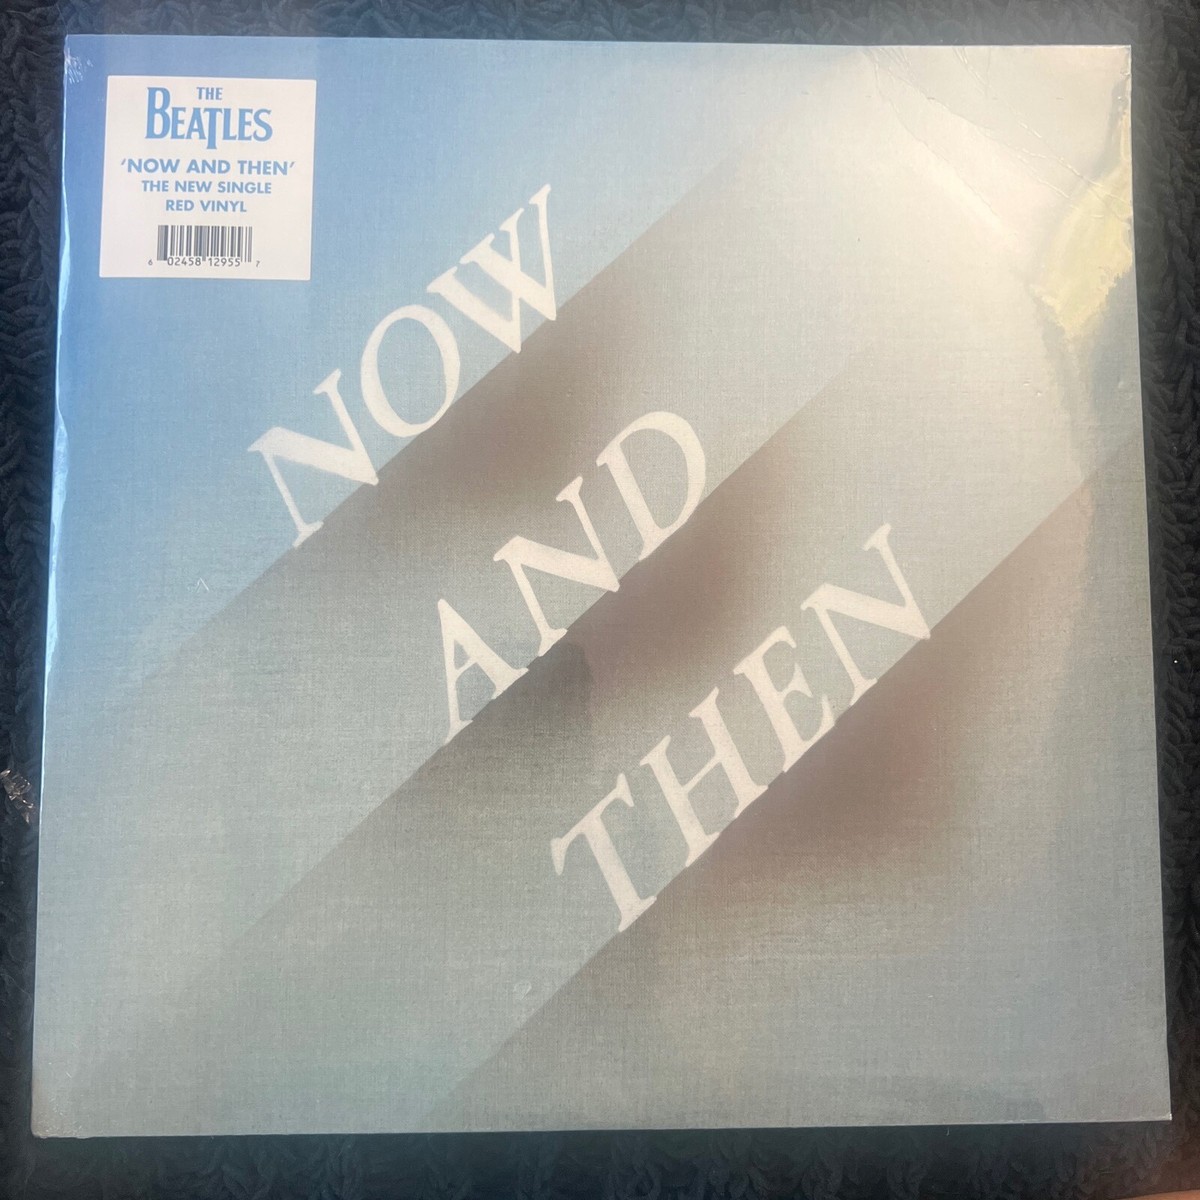 THE
BEATLES
'NOW AND THEN'
THE NEW SINGLE
RED VINYL
6 02458 12955 7
NOW
AND
THEN